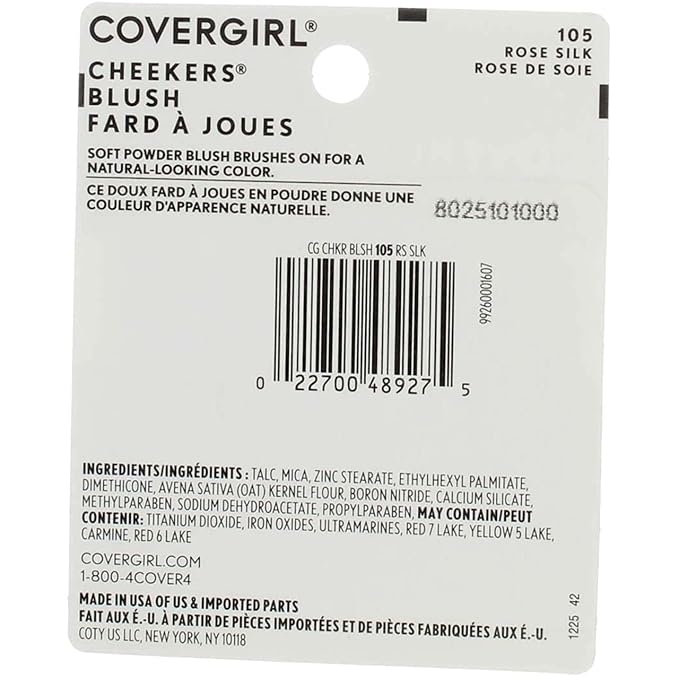 COVERGIRL®
105
ROSE SILK
ROSE DE SOIE
CHEEKERS®
BLUSH
FARD À JOUES
SOFT POWDER BLUSH BRUSHES ON FOR A
NATURAL-LOOKING COLOR.
CE DOUX FARD À JOUES EN POUDRE DONNE UNE
COULEUR D'APPARENCE NATURELLE.
8025101000
CG CHKR BLSH 105 RS SLK
99260001607
0 22700 48927 5
INGREDIENTS/INGRÉDIENTS : TALC, MICA, ZINC STEARATE, ETHYLHEXYL PALMITATE,
DIMETHICONE, AVENA SATIVA (OAT) KERNEL FLOUR, BORON NITRIDE, CALCIUM SILICATE,
METHYLPARABEN, SODIUM DEHYDROACETATE, PROPYLPARABEN, MAY CONTAIN/PEUT
CONTENIR: TITANIUM DIOXIDE, IRON OXIDES, ULTRAMARINES, RED 7 LAKE, YELLOW 5 LAKE,
CARMINE, RED 6 LAKE
COVERGIRL.COM
1-800-4COVER4
MADE IN USA OF US & IMPORTED PARTS
FAIT AUX É.-U. À PARTIR DE PIÈCES IMPORTÉES ET DE PIÈCES FABRIQUÉES AUX É.-U.
COTY US LLC, NEW YORK, NY 10118
1225 42